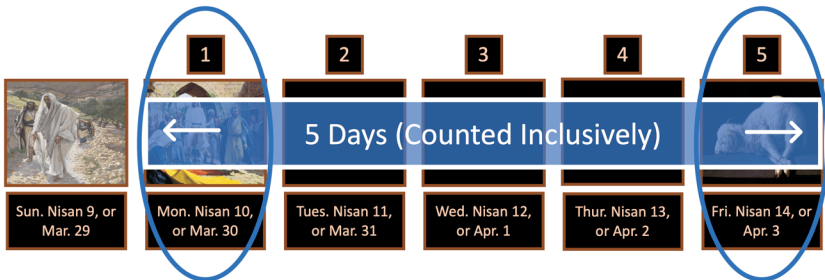 1
2
3
4
5
5 Days (Counted Inclusively)
Sun. Nisan 9, or
Mar. 29
Mon. Nisan 10,
or Mar. 30
Tues. Nisan 11,
or Mar. 31
Wed. Nisan 12,
or Apr. 1
Thur. Nisan 13,
or Apr. 2
Fri. Nisan 14, or
Apr. 3